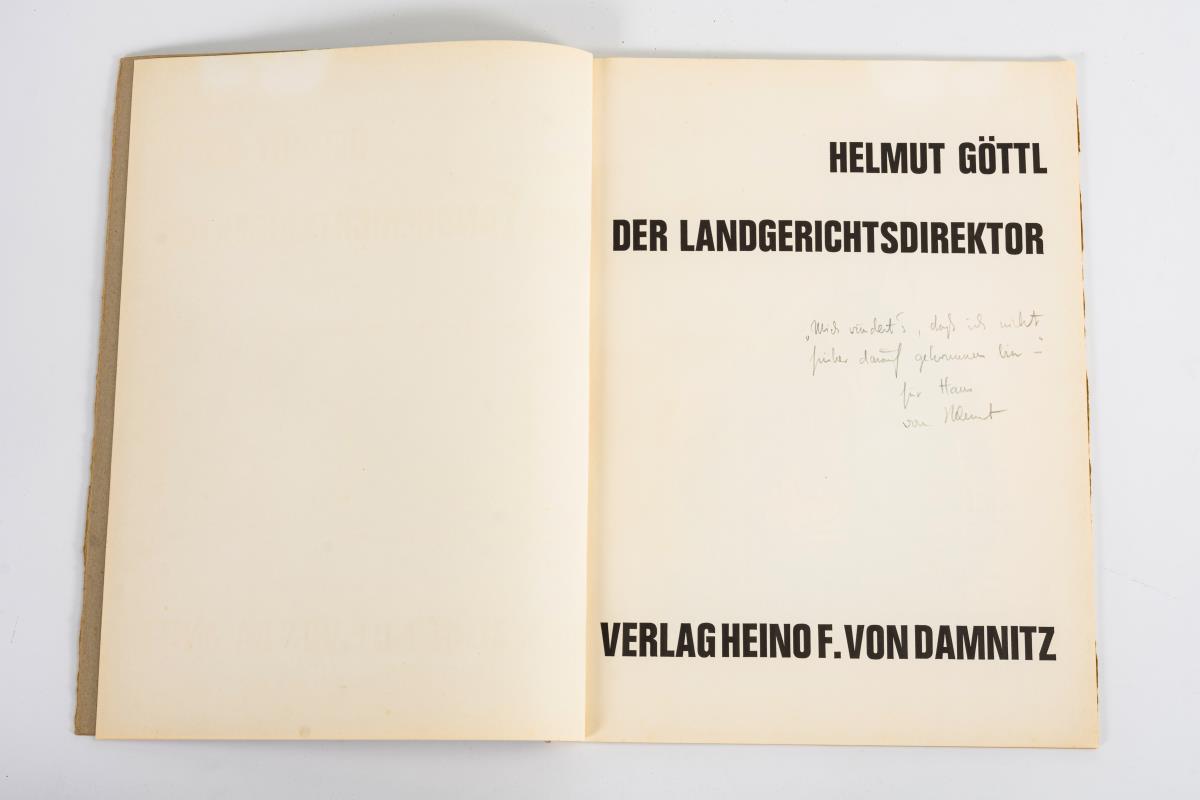 HELMUT GÖTTL
DER LANDGERICHTSDIREKTOR
„Mich wundert's, daß ich nicht
früher darauf gekommen bin –"
für Hans
von Helmut
VERLAG HEINO F. VON DAMNITZ